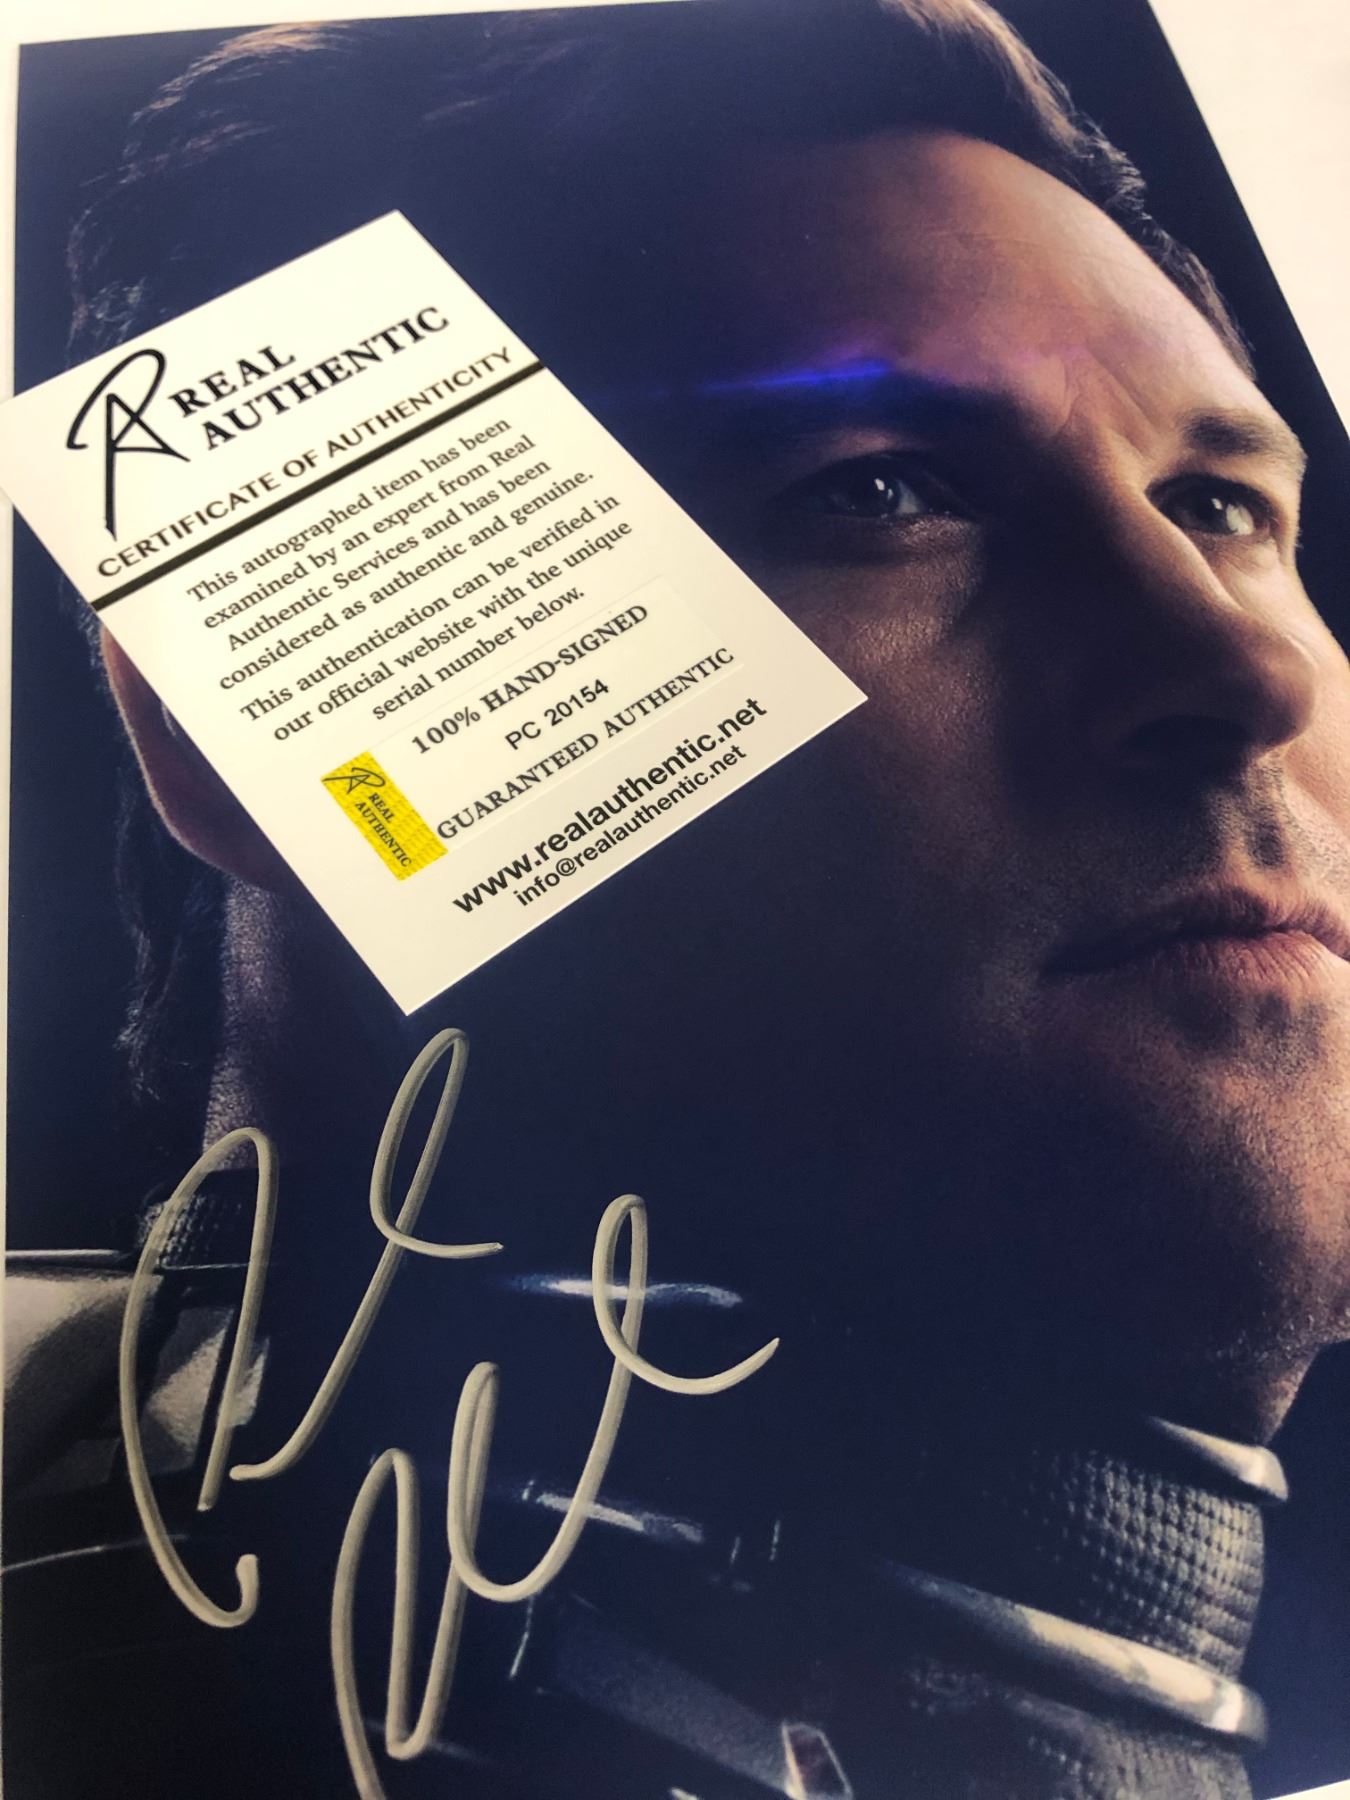 REAL
AUTHENTIC
CERTIFICATE OF AUTHENTICITY
This autographed item has been
examined by an expert from Real
Authentic Services and has been
considered as authentic and genuine.
This authentication can be verified in
our official website with the unique
serial number below.
100% HAND-SIGNED
PC 20154
GUARANTEED AUTHENTIC
REAL
AUTHENTIC
www.realauthentic.net
info@realauthentic.net